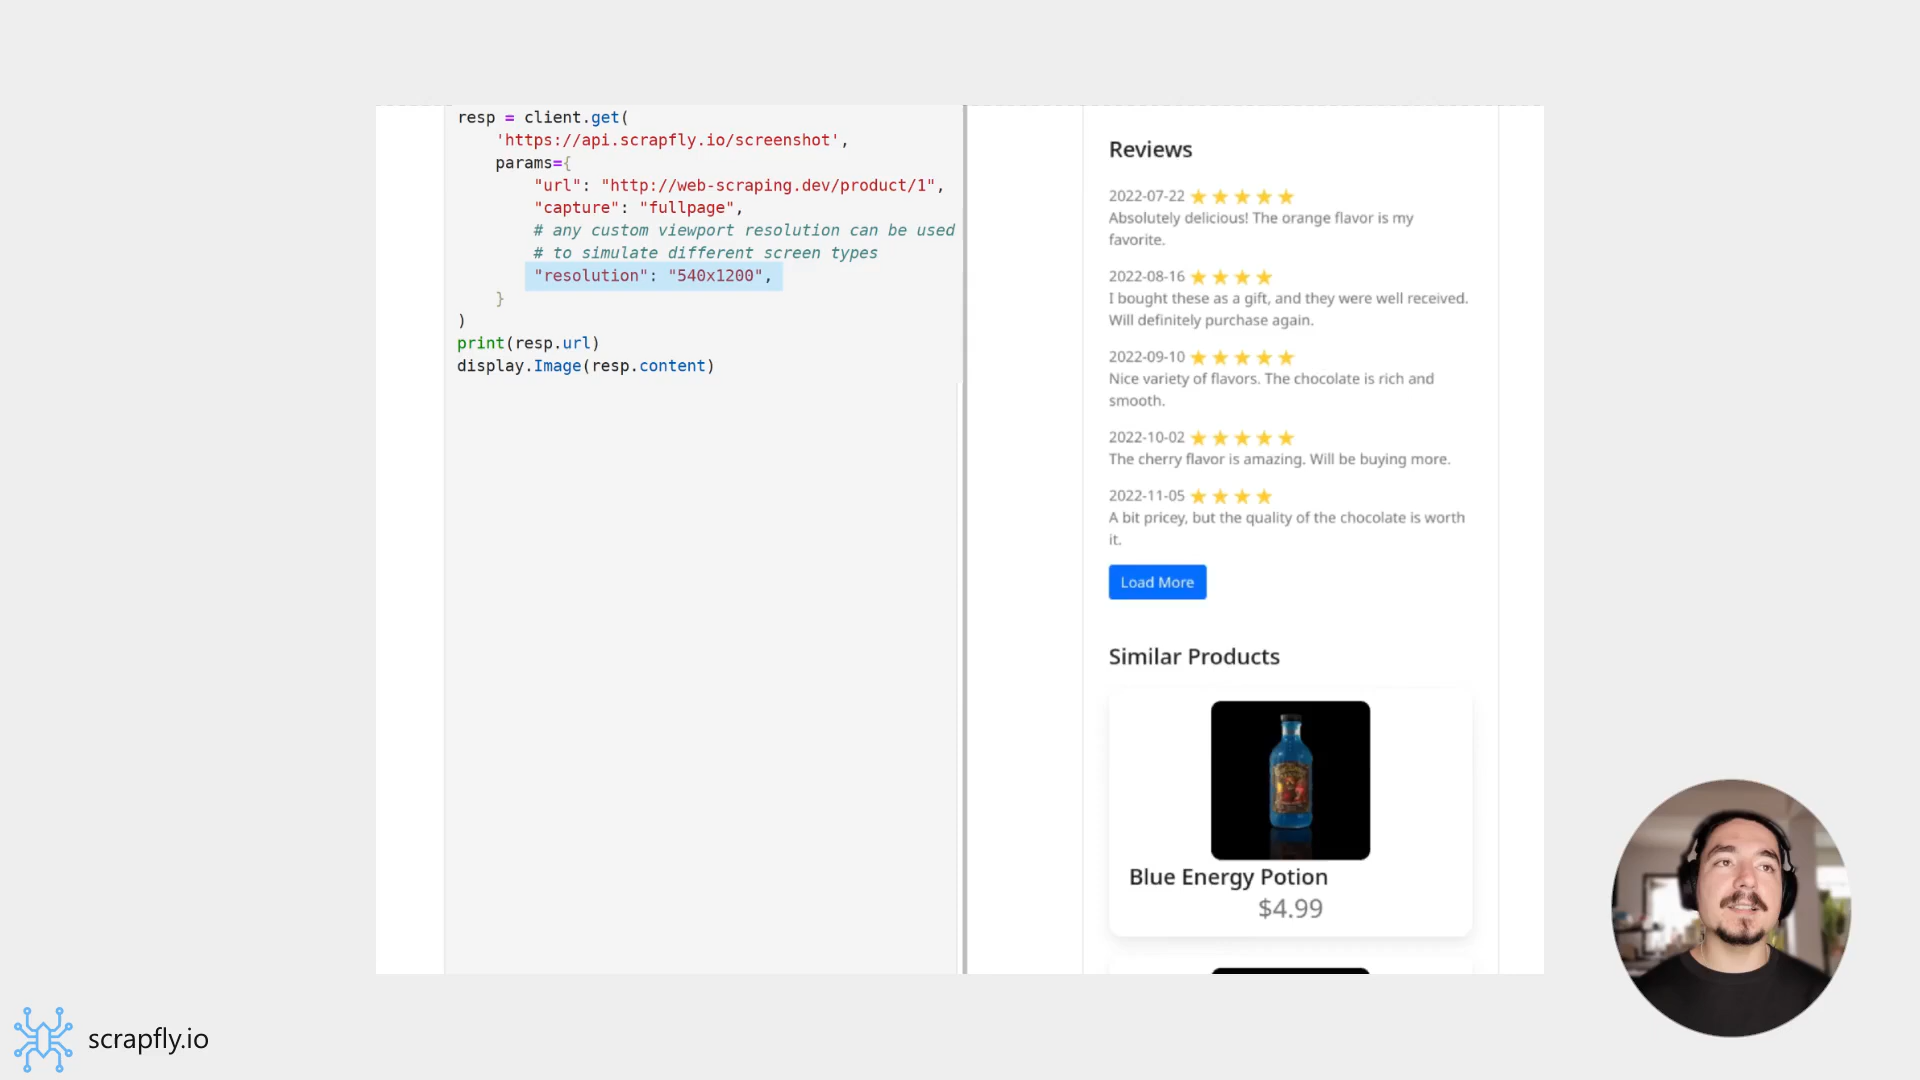 resp = client.get(
'https://api.scrapfly.io/screenshot',
params={
"url": "http://web-scraping.dev/product/1",
"capture": "fullpage",
# any custom viewport resolution can be used
# to simulate different screen types
"resolution": "540x1200",
}
)
print(resp.url)
display.Image(resp.content)
Reviews
2022-07-22
Absolutely delicious! The orange flavor is my
favorite.
2022-08-16
I bought these as a gift, and they were well received.
Will definitely purchase again.
2022-09-10
Nice variety of flavors. The chocolate is rich and
smooth.
2022-10-02
The cherry flavor is amazing. Will be buying more.
2022-11-05
A bit pricey, but the quality of the chocolate is worth
it.
Load More
Similar Products
Blue Energy Potion
$4.99
scrapfly.io